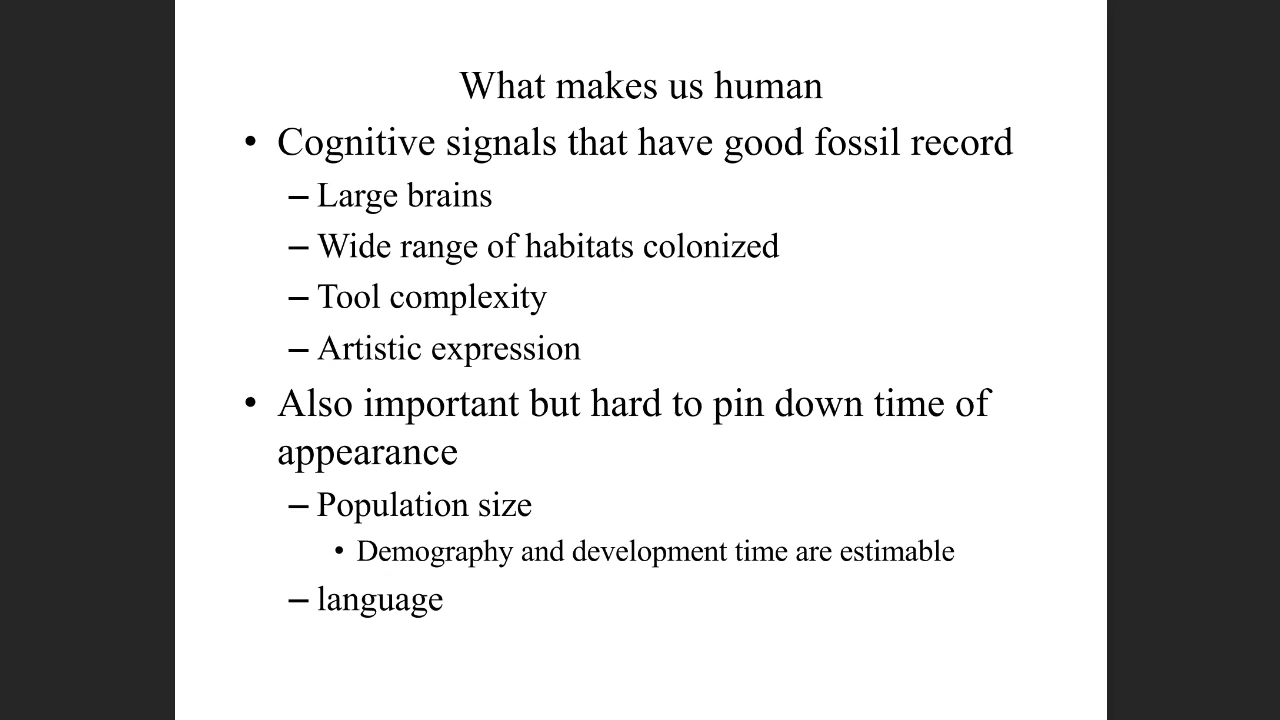 What makes us human
• Cognitive signals that have good fossil record
– Large brains
– Wide range of habitats colonized
– Tool complexity
– Artistic expression
• Also important but hard to pin down time of
appearance
– Population size
• Demography and development time are estimable
– language